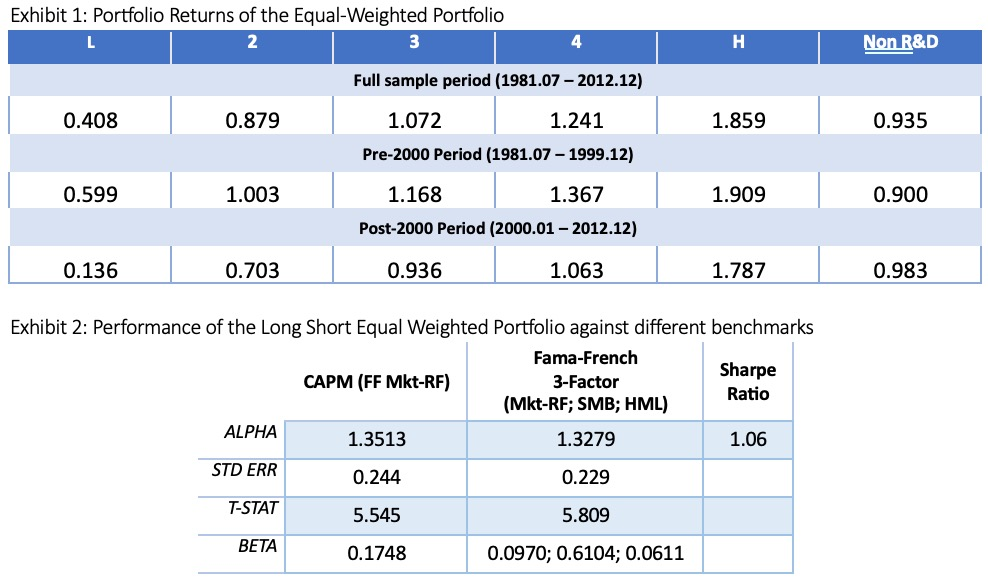 Exhibit 1: Portfolio Returns of the Equal-Weighted Portfolio
L 2 3 4 H Non R&D
Full sample period (1981.07 – 2012.12)
0.408 0.879 1.072 1.241 1.859 0.935
Pre-2000 Period (1981.07 – 1999.12)
0.599 1.003 1.168 1.367 1.909 0.900
Post-2000 Period (2000.01 – 2012.12)
0.136 0.703 0.936 1.063 1.787 0.983
Exhibit 2: Performance of the Long Short Equal Weighted Portfolio against different benchmarks
CAPM (FF Mkt-RF)
Fama-French
3-Factor
(Mkt-RF; SMB; HML)
Sharpe
Ratio
ALPHA 1.3513 1.3279 1.06
STD ERR 0.244 0.229
T-STAT 5.545 5.809
BETA 0.1748 0.0970; 0.6104; 0.0611